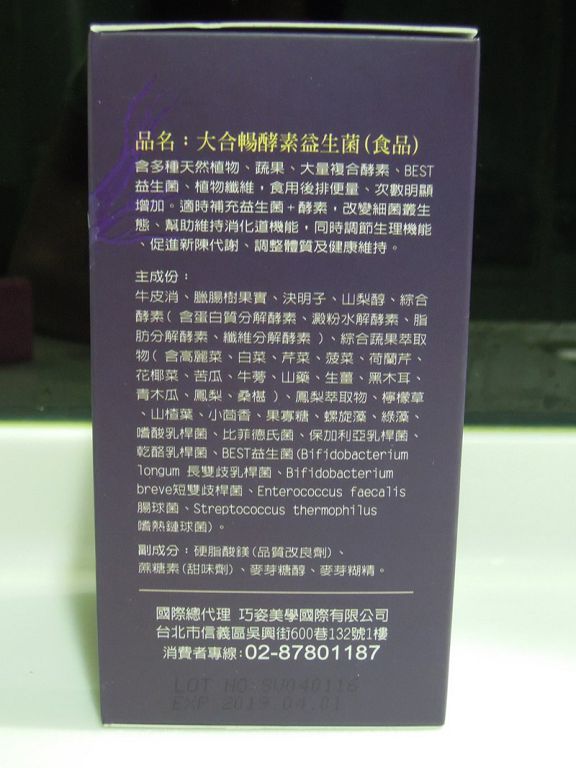 品名：大合暢酵素益生菌(食品)
含多種天然植物、蔬果、大量複合酵素、BEST
益生菌、植物纖維，食用後排便量、次數明顯
增加。適時補充益生菌+酵素，改變細菌叢生
態、幫助維持消化道機能，同時調節生理機能
、促進新陳代謝、調整體質及健康維持。
主成份：
牛皮消、臘腸樹果實、決明子、山梨醇、綜合
酵素( 含蛋白質分解酵素、澱粉水解酵素、脂
肪分解酵素、纖維分解酵素 )、綜合蔬果萃取
物( 含高麗菜、白菜、芹菜、菠菜、荷蘭芹、
花椰菜、苦瓜、牛蒡、山藥、生薑、黑木耳、
青木瓜、鳳梨、桑椹 )、鳳梨萃取物、檸檬草
、山楂葉、小茴香、果寡糖、螺旋藻、綠藻、
嗜酸乳桿菌、比菲德氏菌、保加利亞乳桿菌、
乾酪乳桿菌、BEST益生菌(Bifidobacterium
longum 長雙歧乳桿菌、Bifidobacterium
breve短雙歧桿菌、Enterococcus faecalis
腸球菌、Streptococcus thermophilus
嗜熱鏈球菌)。
副成分：硬脂酸鎂(品質改良劑)、
蔗糖素(甜味劑)、麥芽糖醇、麥芽糊精。
國際總代理 巧姿美學國際有限公司
台北市信義區吳興街600巷132號1樓
消費者專線:02-87801187
LOT NO:SW040116
EXP 2019.04.01